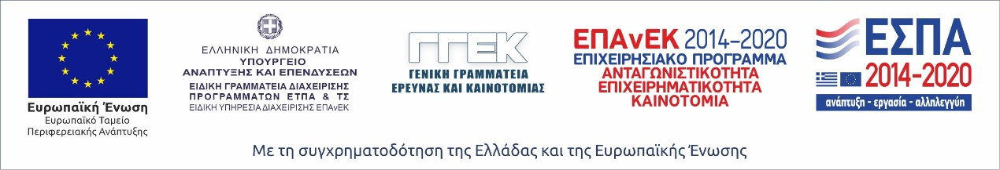 Ευρωπαϊκή Ένωση
Ευρωπαϊκό Ταμείο
Περιφερειακής Ανάπτυξης
ΕΛΛΗΝΙΚΗ ΔΗΜΟΚΡΑΤΙΑ
ΥΠΟΥΡΓΕΙΟ
ΑΝΑΠΤΥΞΗΣ ΚΑΙ ΕΠΕΝΔΥΣΕΩΝ
ΕΙΔΙΚΗ ΓΡΑΜΜΑΤΕΙΑ ΔΙΑΧΕΙΡΙΣΗΣ
ΠΡΟΓΡΑΜΜΑΤΩΝ ΕΤΠΑ & ΤΣ
ΕΙΔΙΚΗ ΥΠΗΡΕΣΙΑ ΔΙΑΧΕΙΡΙΣΗΣ ΕΠΑνΕΚ
ΓΓΕΚ
ΓΕΝΙΚΗ ΓΡΑΜΜΑΤΕΙΑ
ΕΡΕΥΝΑΣ ΚΑΙ ΚΑΙΝΟΤΟΜΙΑΣ
ΕΠΑνΕΚ 2014–2020
ΕΠΙΧΕΙΡΗΣΙΑΚΟ ΠΡΟΓΡΑΜΜΑ
ΑΝΤΑΓΩΝΙΣΤΙΚΟΤΗΤΑ
ΕΠΙΧΕΙΡΗΜΑΤΙΚΟΤΗΤΑ
ΚΑΙΝΟΤΟΜΙΑ
ΕΣΠΑ
2014-2020
ανάπτυξη - εργασία - αλληλεγγύη
Με τη συγχρηματοδότηση της Ελλάδας και της Ευρωπαϊκής Ένωσης